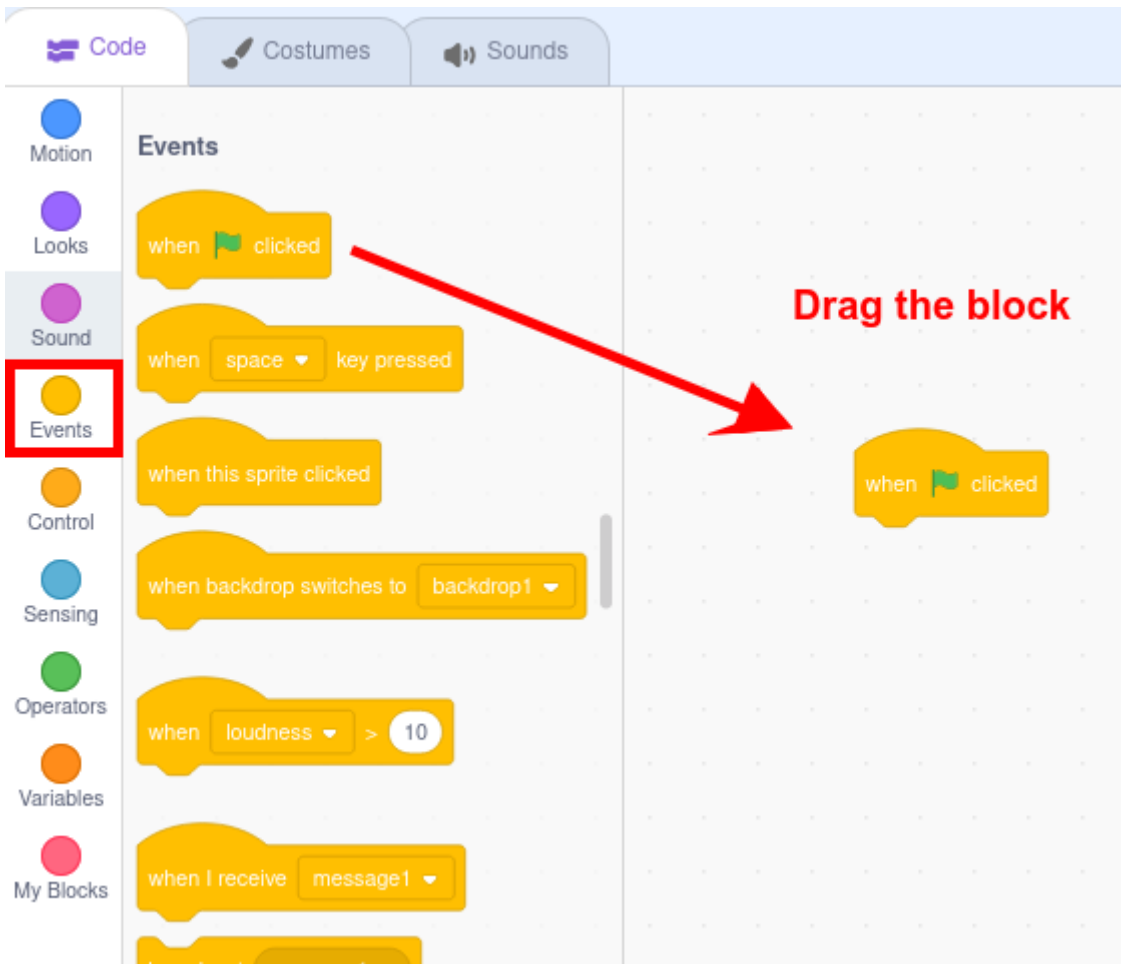 Code
Costumes
Sounds
Motion
Looks
Sound
Events
Control
Sensing
Operators
Variables
My Blocks
Events
when clicked
when space key pressed
when this sprite clicked
when backdrop switches to backdrop1
when loudness > 10
when I receive message1
Drag the block
when clicked